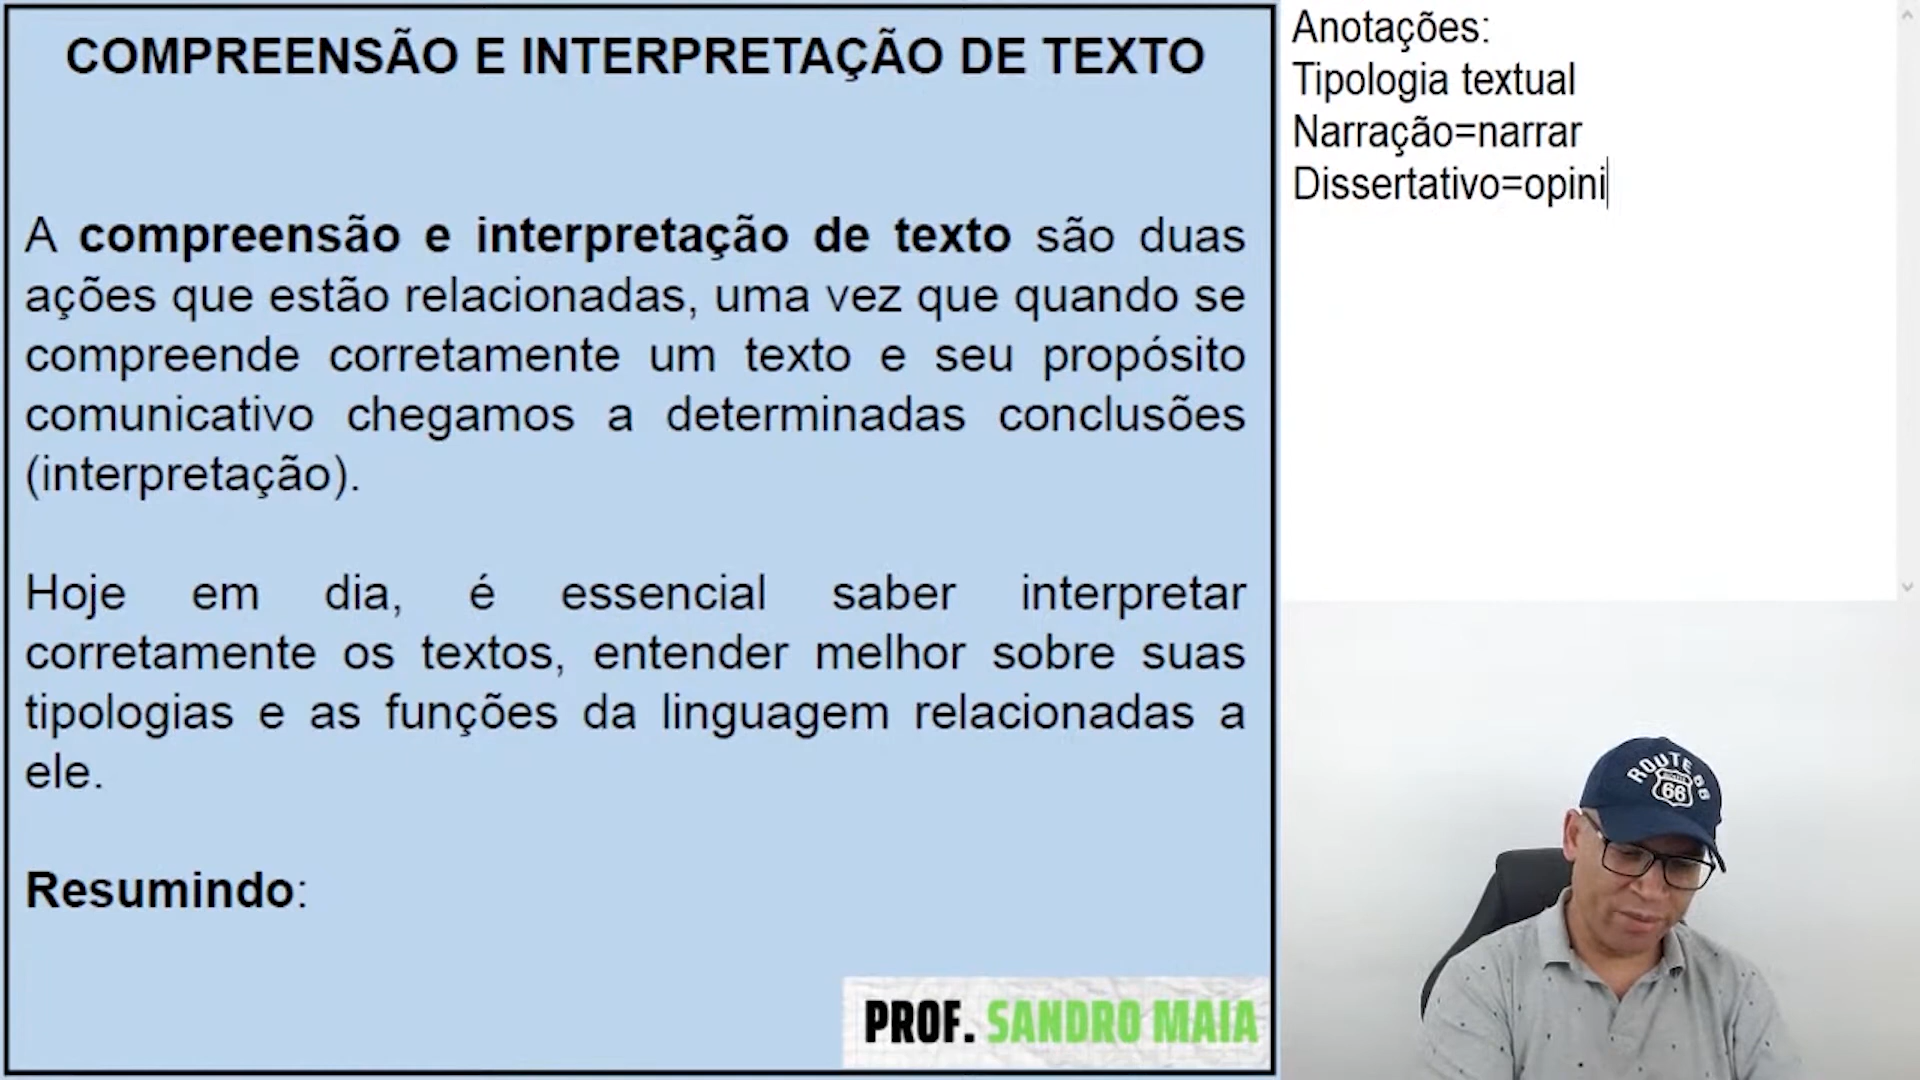 COMPREENSÃO E INTERPRETAÇÃO DE TEXTO
A compreensão e interpretação de texto são duas
ações que estão relacionadas, uma vez que quando se
compreende corretamente um texto e seu propósito
comunicativo chegamos a determinadas conclusões
(interpretação).
Hoje em dia, é essencial saber interpretar
corretamente os textos, entender melhor sobre suas
tipologias e as funções da linguagem relacionadas a
ele.
Resumindo:
PROF. SANDRO MAIA
Anotações:
Tipologia textual
Narração=narrar
Dissertativo=opini
ROUTE 66
66